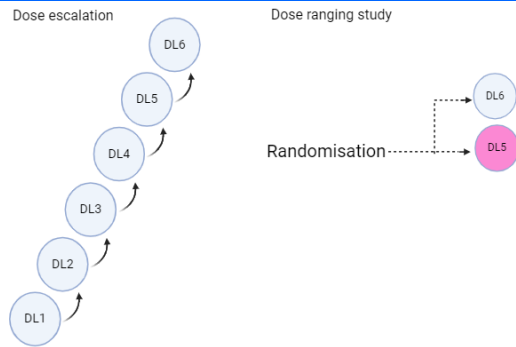 Dose escalation
DL6
DL5
DL4
DL3
DL2
DL1
Dose ranging study
DL6
Randomisation
DL5